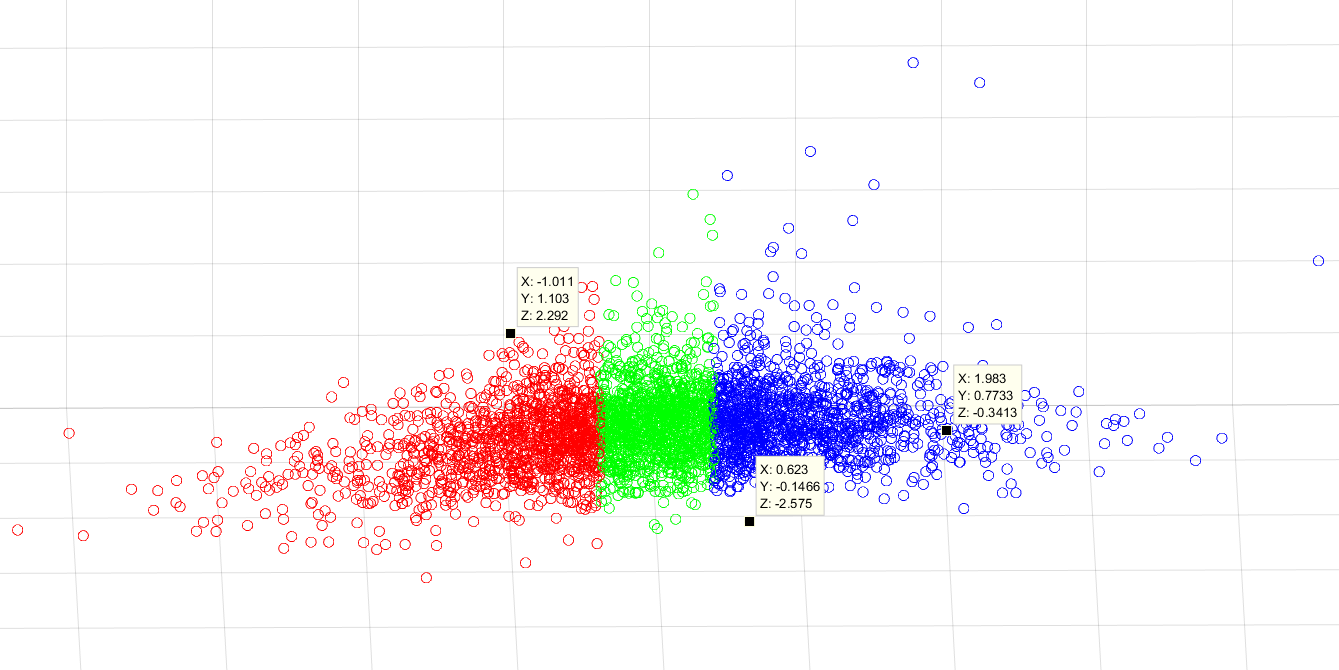 X: -1.011
Y: 1.103
Z: 2.292
X: 1.983
Y: 0.7733
Z: -0.3413
X: 0.623
Y: -0.1466
Z: -2.575